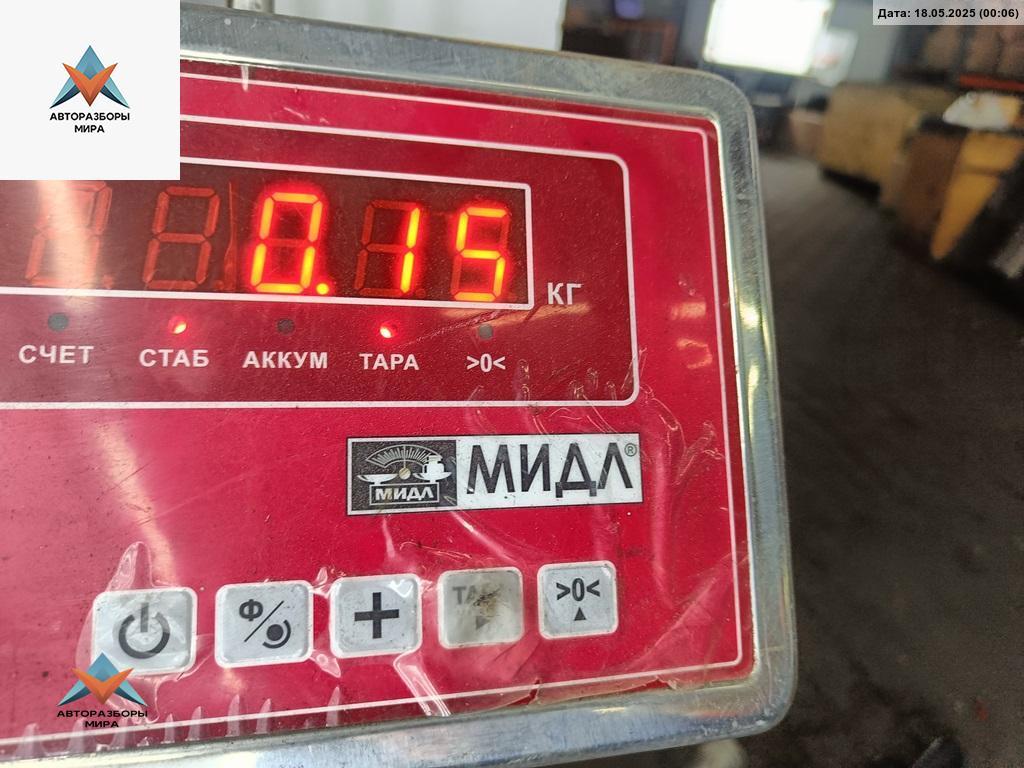 Дата: 18.05.2025 (00:06)
АВТОРАЗБОРЫ
МИРА
0.15
КГ
СЧЕТ СТАБ АККУМ ТАРА >0<
МИДЛ МИДЛ®
Ф/ + >0<
АВТОРАЗБОРЫ
МИРА